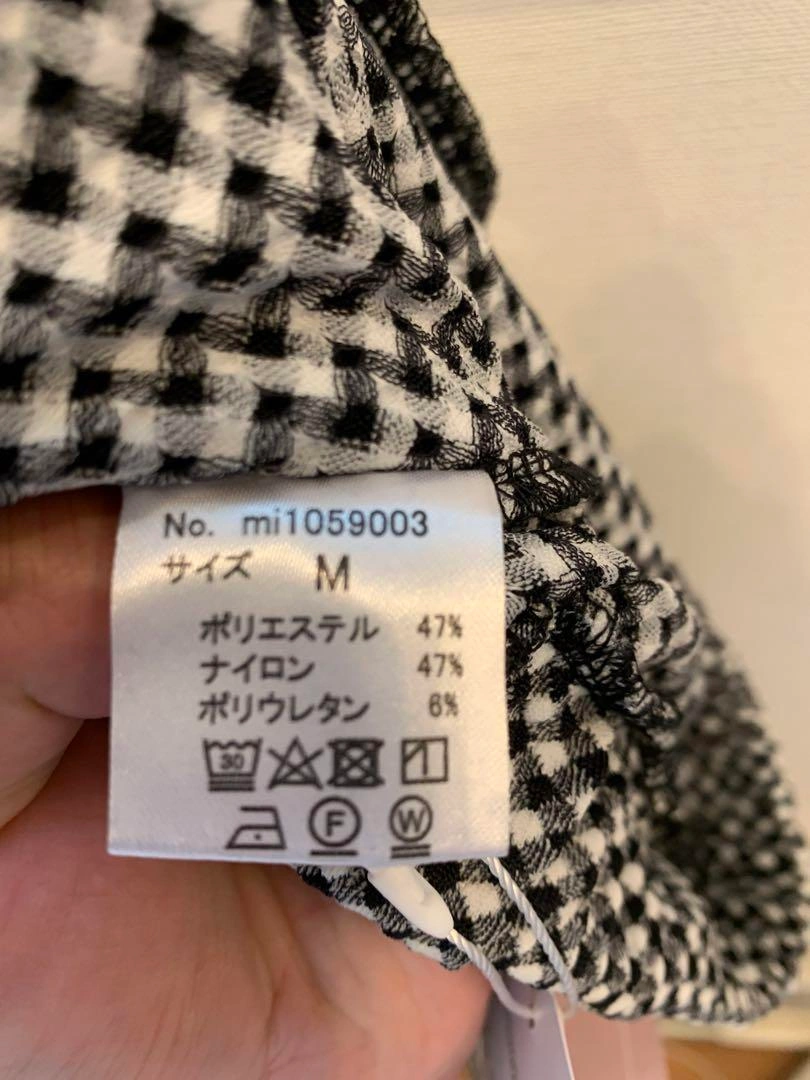 No. mi1059003
サイズ M
ポリエステル 47%
ナイロン 47%
ポリウレタン 6%
30
F W